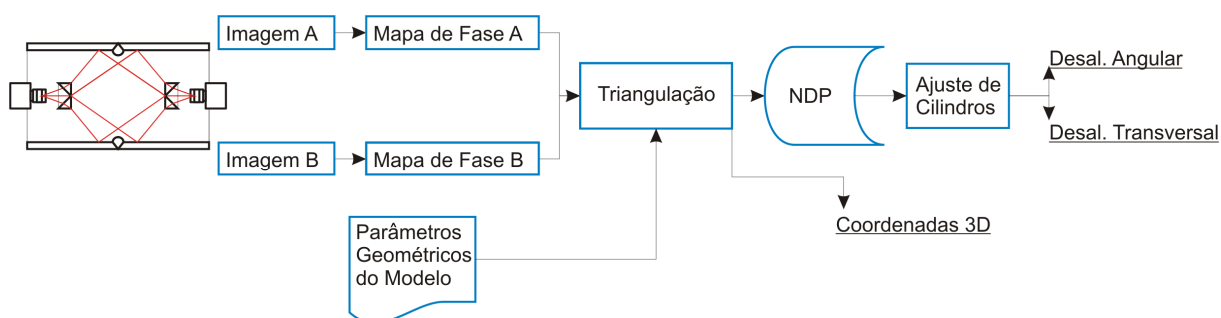 Imagem A
Mapa de Fase A
Imagem B
Mapa de Fase B
Triangulação
NDP
Ajuste de
Cilindros
Desal. Angular
Desal. Transversal
Coordenadas 3D
Parâmetros
Geométricos
do Modelo